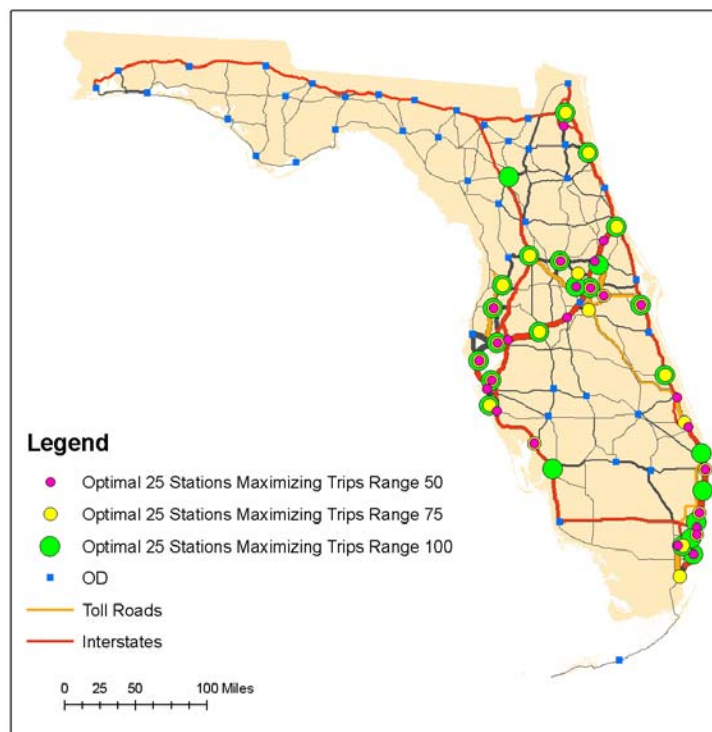 Legend
Optimal 25 Stations Maximizing Trips Range 50
Optimal 25 Stations Maximizing Trips Range 75
Optimal 25 Stations Maximizing Trips Range 100
OD
Toll Roads
Interstates
0 25 50 100 Miles